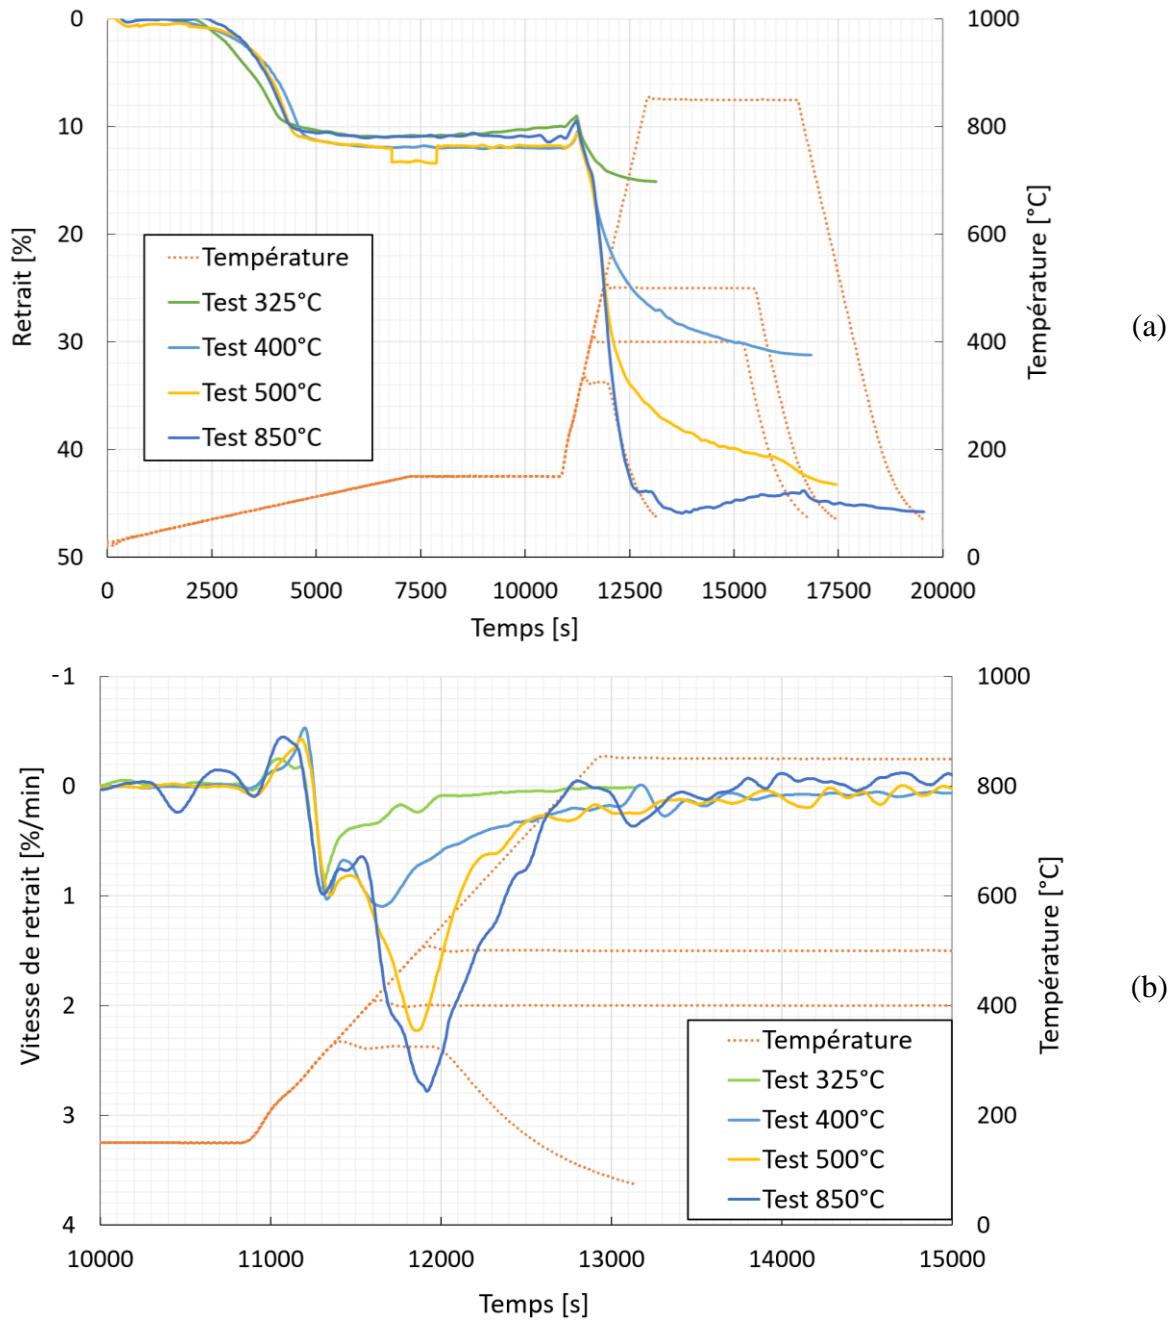 0
10
20
30
40
50
Retrait [%]
1000
800
600
400
200
0
Température [°C]
Température
Test 325°C
Test 400°C
Test 500°C
Test 850°C
0 2500 5000 7500 10000 12500 15000 17500 20000
Temps [s]
(a)
-1
0
1
2
3
4
Vitesse de retrait [%/min]
1000
800
600
400
200
0
Température [°C]
Température
Test 325°C
Test 400°C
Test 500°C
Test 850°C
10000 11000 12000 13000 14000 15000
Temps [s]
(b)